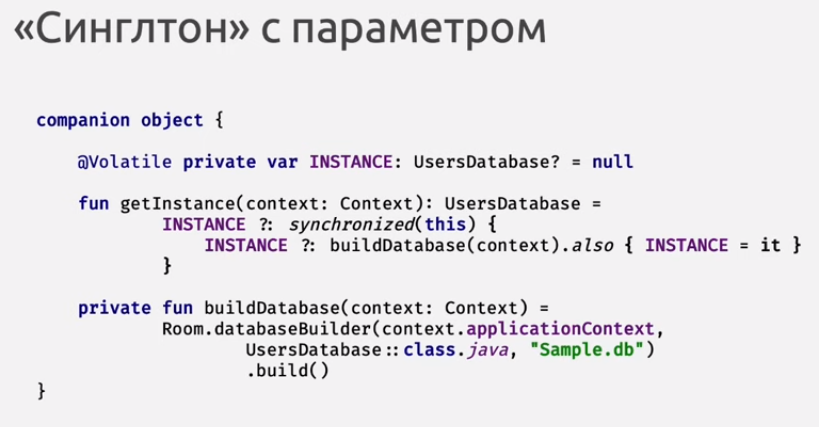 «Синглтон» с параметром
companion object {
@Volatile private var INSTANCE: UsersDatabase? = null
fun getInstance(context: Context): UsersDatabase =
INSTANCE ?: synchronized(this) {
INSTANCE ?: buildDatabase(context).also { INSTANCE = it }
}
private fun buildDatabase(context: Context) =
Room.databaseBuilder(context.applicationContext,
UsersDatabase::class.java, "Sample.db")
.build()
}